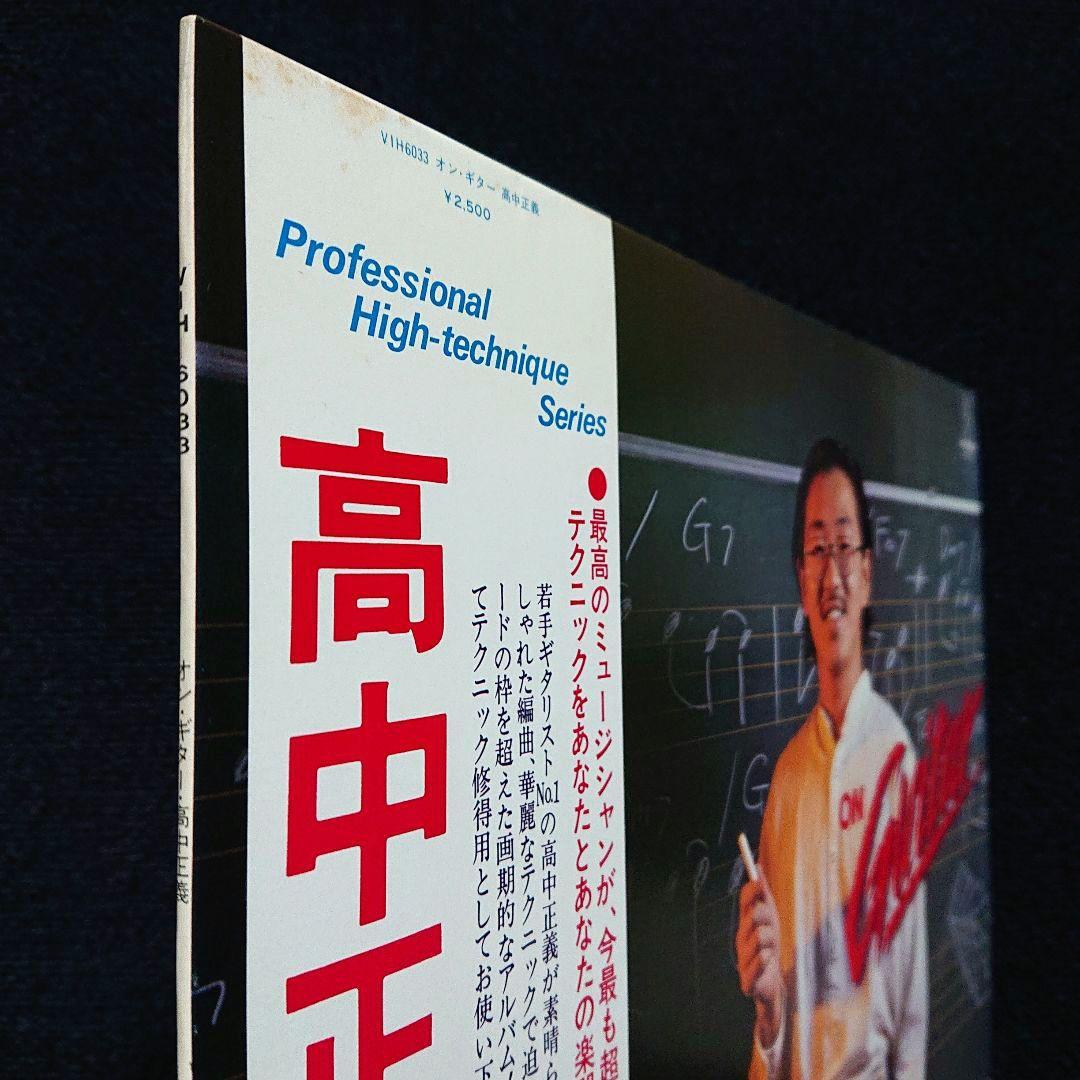 VIH6033 オン・ギター 高中正義
¥2,500
Professional
High-technique
Series
高中正
●最高のミュージシャンが、今最も超
テクニックをあなたとあなたの楽
若手ギタリストNo.1の高中正義が素晴ら
しゃれた編曲、華麗なテクニックで迫
ードの枠を超えた画期的なアルバム
てテクニック修得用としてお使い下
VIH 6033 オン・ギター・高中正義
G7
ON
Guitar
/G